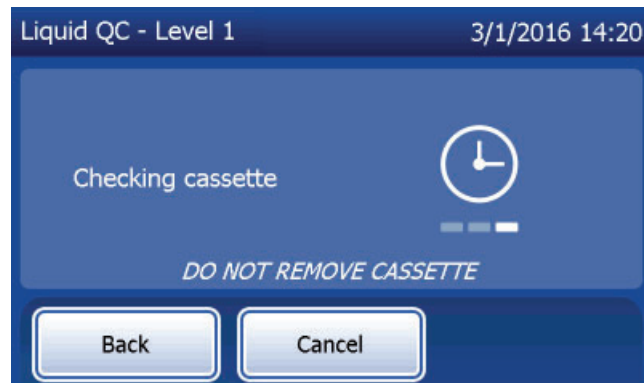 Liquid QC - Level 1 3/1/2016 14:20
Checking cassette
DO NOT REMOVE CASSETTE
Back Cancel